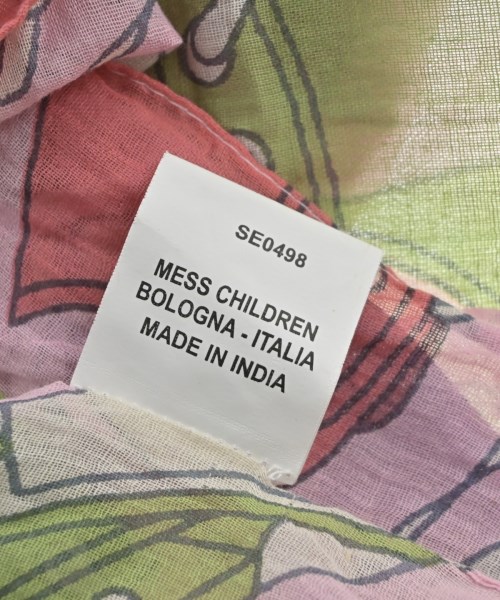 SE0498
MESS CHILDREN
BOLOGNA - ITALIA
MADE IN INDIA